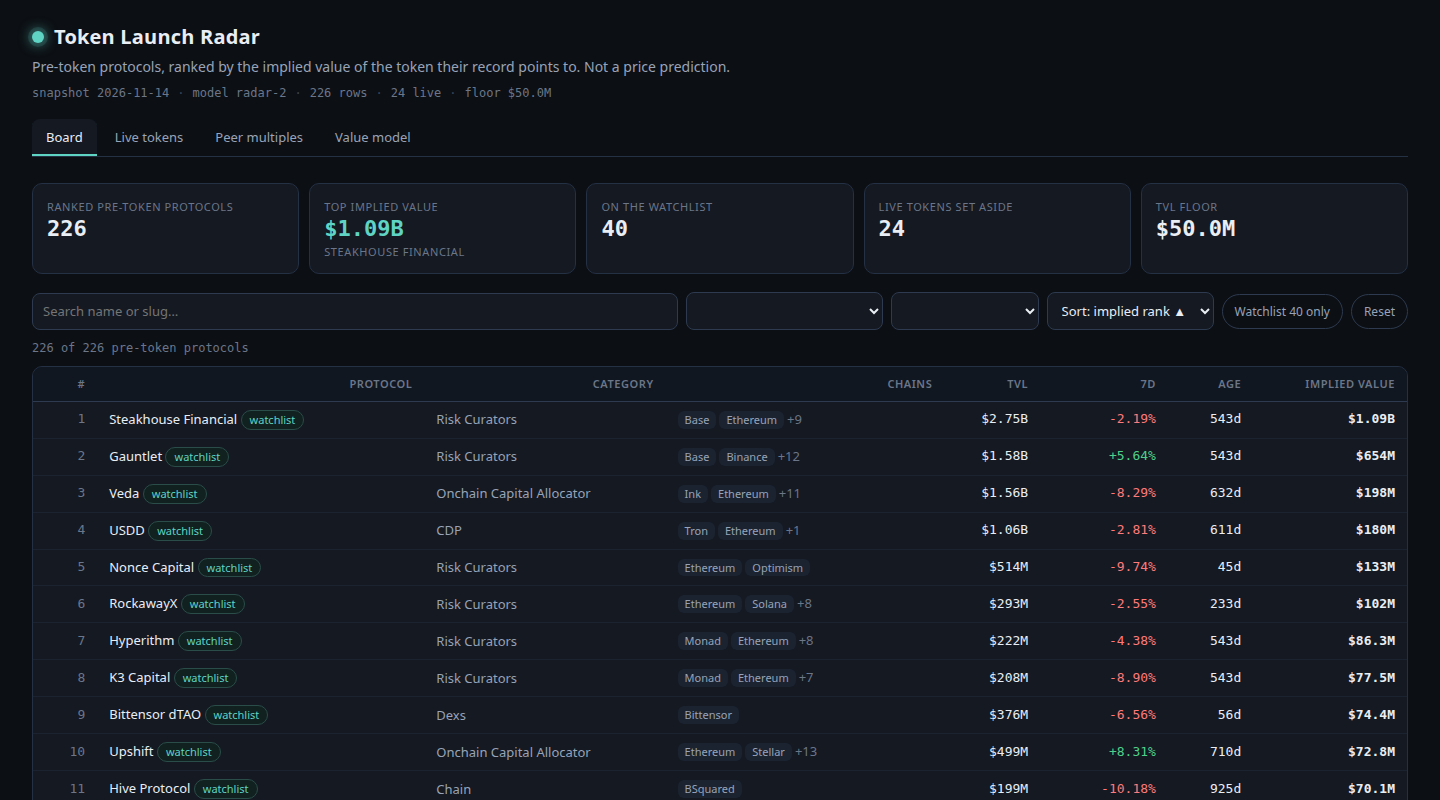 Token Launch Radar
Pre-token protocols, ranked by the implied value of the token their record points to. Not a price prediction.
snapshot 2026-11-14 · model radar-2 · 226 rows · 24 live · floor $50.0M
Board Live tokens Peer multiples Value model
RANKED PRE-TOKEN PROTOCOLS
226
TOP IMPLIED VALUE
$1.09B
STEAKHOUSE FINANCIAL
ON THE WATCHLIST
40
LIVE TOKENS SET ASIDE
24
TVL FLOOR
$50.0M
Search name or slug... Sort: implied rank ▲ Watchlist 40 only Reset
226 of 226 pre-token protocols
# PROTOCOL CATEGORY CHAINS TVL 7D AGE IMPLIED VALUE
1 Steakhouse Financial watchlist Risk Curators Base Ethereum +9 $2.75B -2.19% 543d $1.09B
2 Gauntlet watchlist Risk Curators Base Binance +12 $1.58B +5.64% 543d $654M
3 Veda watchlist Onchain Capital Allocator Ink Ethereum +11 $1.56B -8.29% 632d $198M
4 USDD watchlist CDP Tron Ethereum +1 $1.06B -2.81% 611d $180M
5 Nonce Capital watchlist Risk Curators Ethereum Optimism $514M -9.74% 45d $133M
6 RockawayX watchlist Risk Curators Ethereum Solana +8 $293M -2.55% 233d $102M
7 Hyperithm watchlist Risk Curators Monad Ethereum +8 $222M -4.38% 543d $86.3M
8 K3 Capital watchlist Risk Curators Monad Ethereum +7 $208M -8.90% 543d $77.5M
9 Bittensor dTAO watchlist Dexs Bittensor $376M -6.56% 56d $74.4M
10 Upshift watchlist Onchain Capital Allocator Ethereum Stellar +13 $499M +8.31% 710d $72.8M
11 Hive Protocol watchlist Chain BSquared $199M -10.18% 925d $70.1M